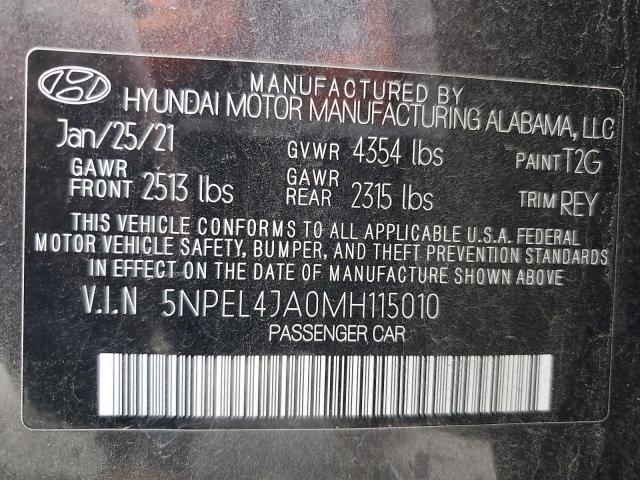 MANUFACTURED BY
HYUNDAI MOTOR MANUFACTURING ALABAMA, LLC
Jan/25/21 GVWR 4354 lbs PAINT T2G
GAWR FRONT 2513 lbs GAWR REAR 2315 lbs TRIM REY
THIS VEHICLE CONFORMS TO ALL APPLICABLE U.S.A. FEDERAL
MOTOR VEHICLE SAFETY, BUMPER, AND THEFT PREVENTION STANDARDS
IN EFFECT ON THE DATE OF MANUFACTURE SHOWN ABOVE
V.I.N 5NPEL4JA0MH115010
PASSENGER CAR